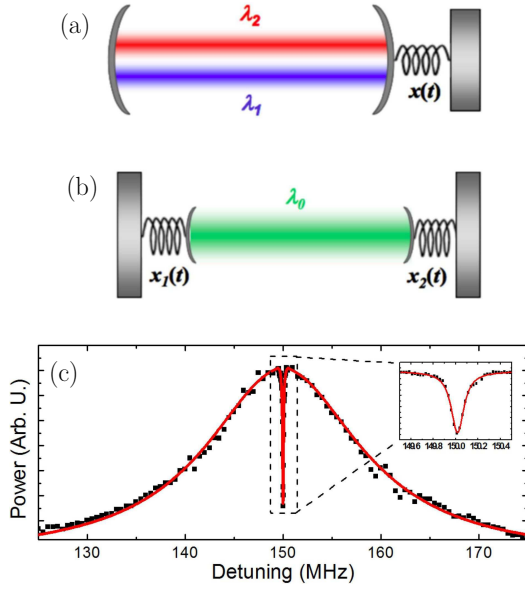 (a)
λ2
λ1
x(t)
(b)
λ0
x1(t)
x2(t)
(c)
Power (Arb. U.)
149.6 149.8 150.0 150.2 150.4
130 140 150 160 170
Detuning (MHz)